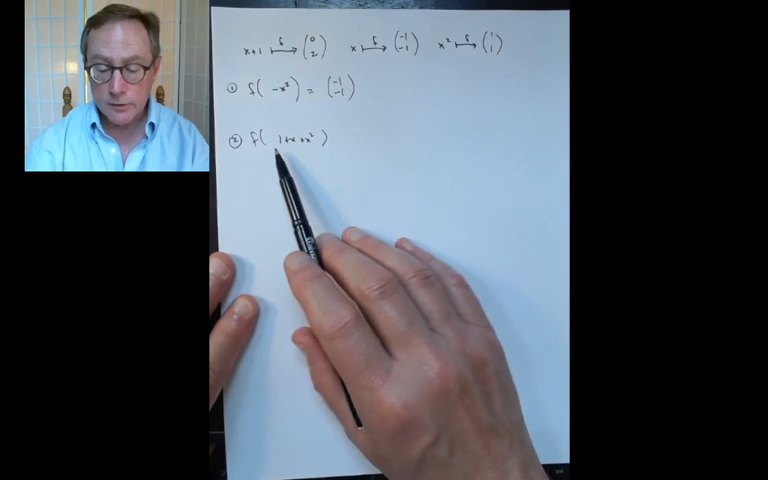 x+1 ⟼f (0 2) x ⟼f (-1 -1) x² ⟼f (1 1)
① f( -x² ) = (-1 -1)
② f( 1+x+x² )